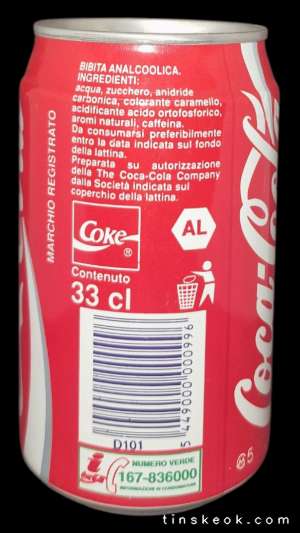 BIBITA ANALCOOLICA.
INGREDIENTI:
acqua, zucchero, anidride
carbonica, colorante caramello,
acidificante acido ortofosforico,
aromi naturali, caffeina.
Da consumarsi preferibilmente
entro la data indicata sul fondo
della lattina.
Preparata su autorizzazione
della The Coca-Cola Company
dalla Società indicata sul
coperchio della lattina.
MARCHIO REGISTRATO
Coke
®
AL
Contenuto
33 cl
Coca-Cola
5 449000 000996
D101
NUMERO VERDE
167-836000
5
tinskeok.com